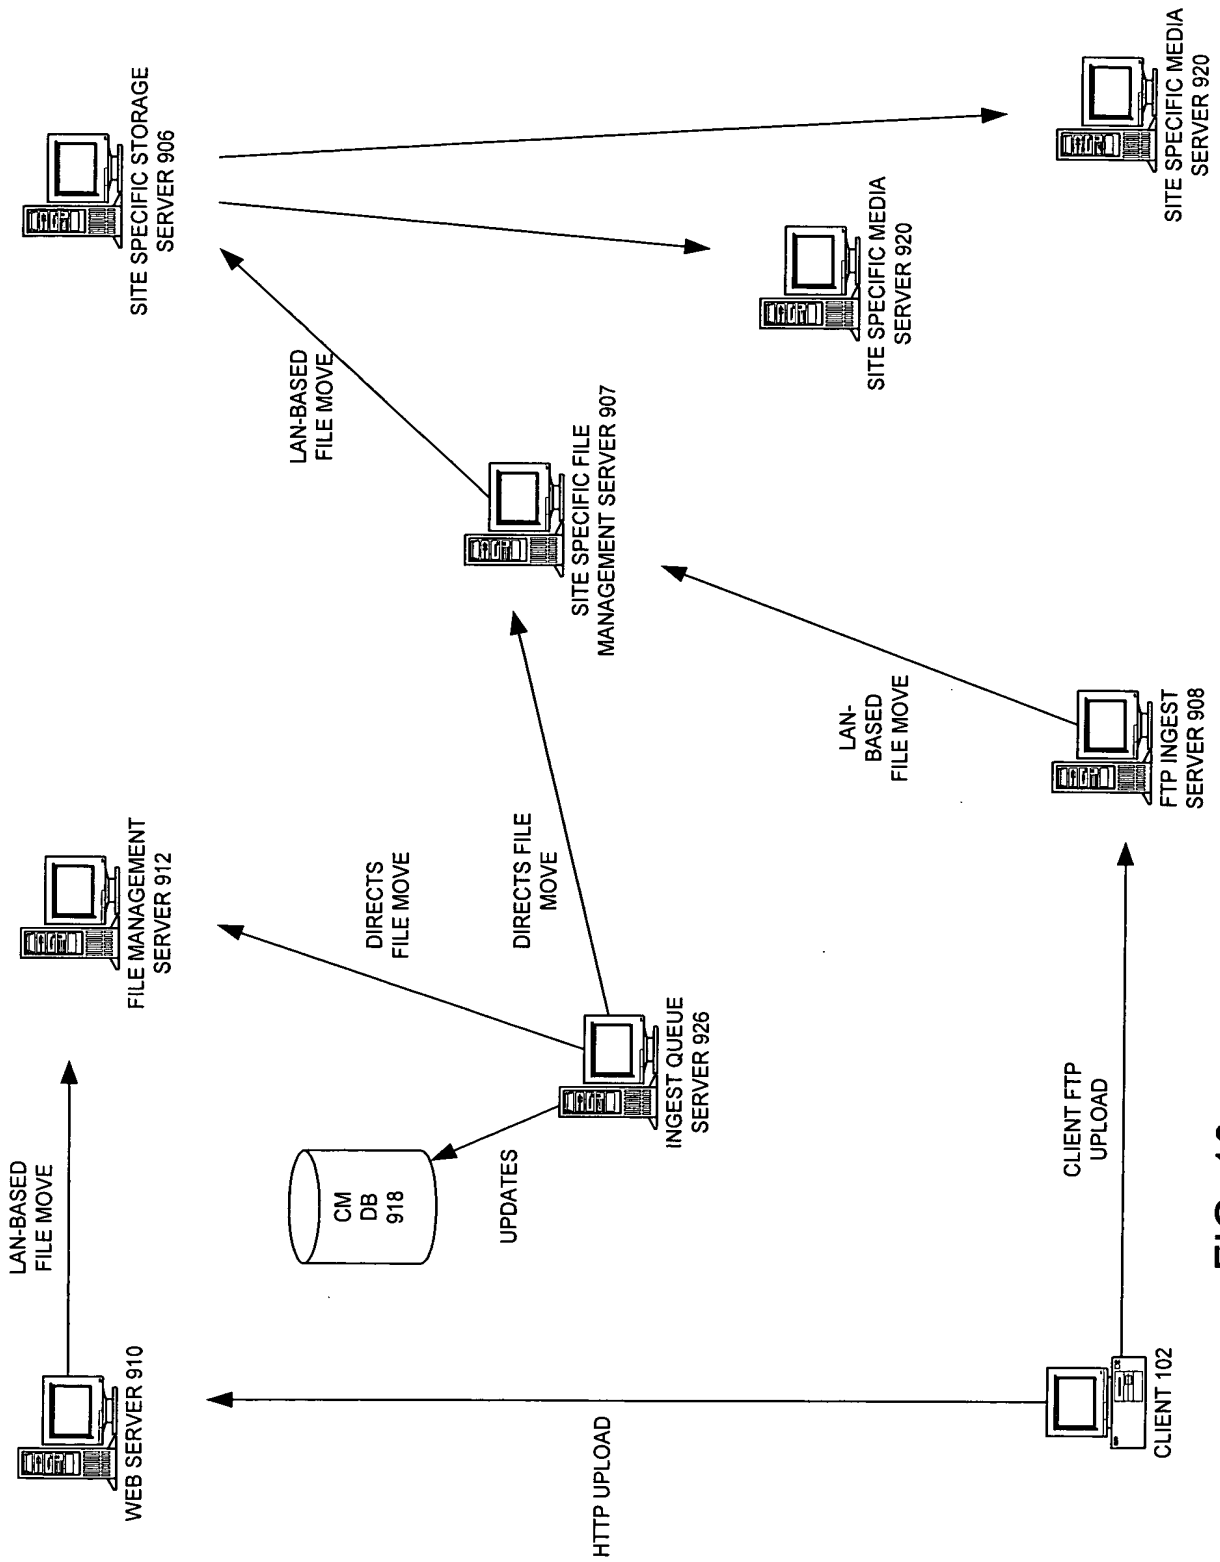 LAN-BASED
FILE MOVE
WEB SERVER 910
FILE MANAGEMENT
SERVER 912
SITE SPECIFIC STORAGE
SERVER 906
LAN-BASED
FILE MOVE
CM
DB
918
DIRECTS
FILE MOVE
UPDATES
DIRECTS FILE
MOVE
SITE SPECIFIC FILE
MANAGEMENT SERVER 907
HTTP UPLOAD
INGEST QUEUE
SERVER 926
LAN-
BASED
FILE MOVE
SITE SPECIFIC MEDIA
SERVER 920
CLIENT FTP
UPLOAD
CLIENT 102
FTP INGEST
SERVER 908
SITE SPECIFIC MEDIA
SERVER 920
FIG.